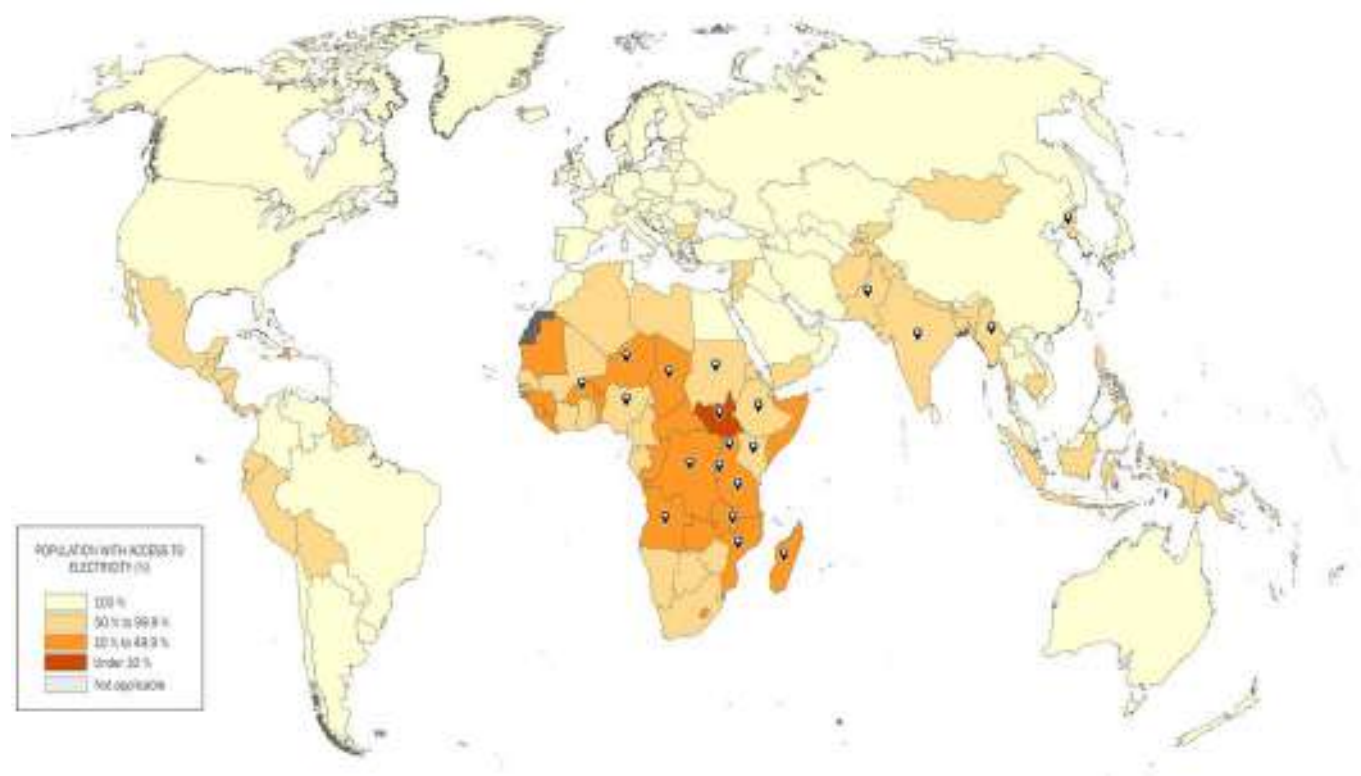 POPULATION WITH ACCESS TO
ELECTRICITY (%)
100 %
50 % to 99.9 %
10 % to 49.9 %
Under 10 %
Not applicable